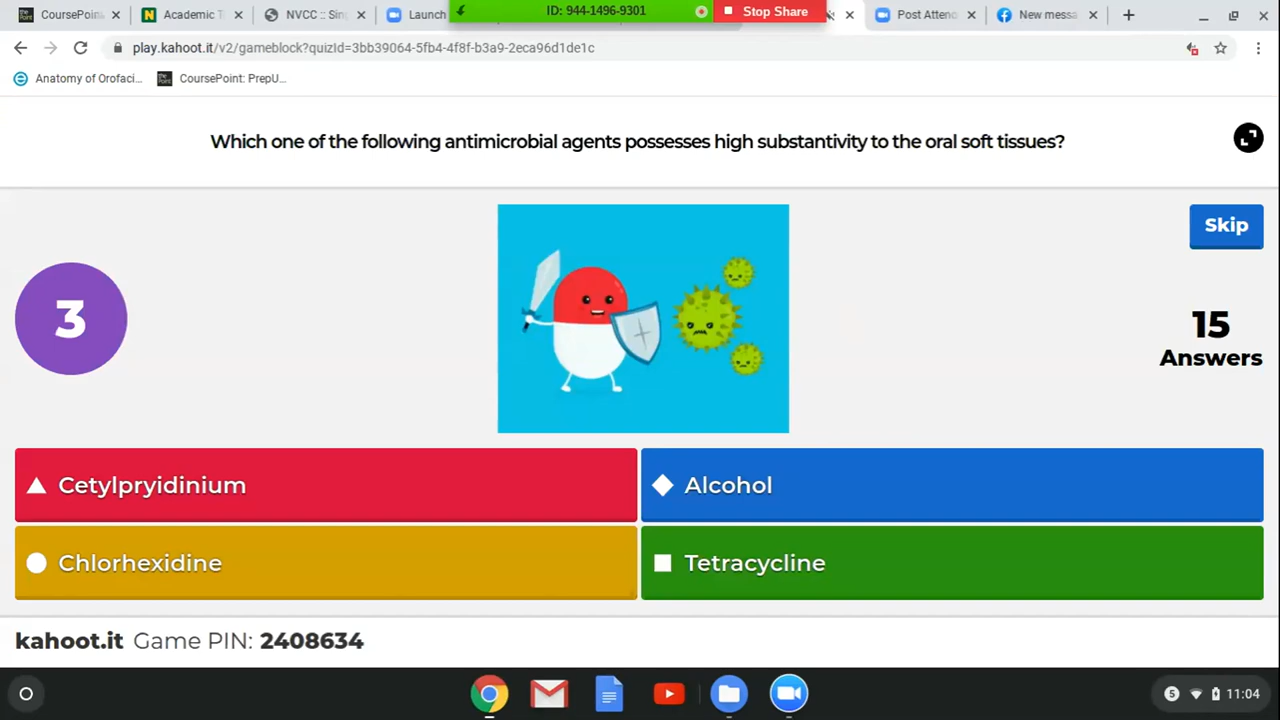 CoursePoint
Academic T
NVCC :: Sin
Launch
ID: 944-1496-9301
Stop Share
Post Atteno
New messa
play.kahoot.it/v2/gameblock?quizId=3bb39064-5fb4-4f8f-b3a9-2eca96d1de1c
Anatomy of Orofaci...
CoursePoint: PrepU...
Which one of the following antimicrobial agents possesses high substantivity to the oral soft tissues?
Skip
3
15
Answers
Cetylpryidinium
Alcohol
Chlorhexidine
Tetracycline
kahoot.it Game PIN: 2408634
5
11:04